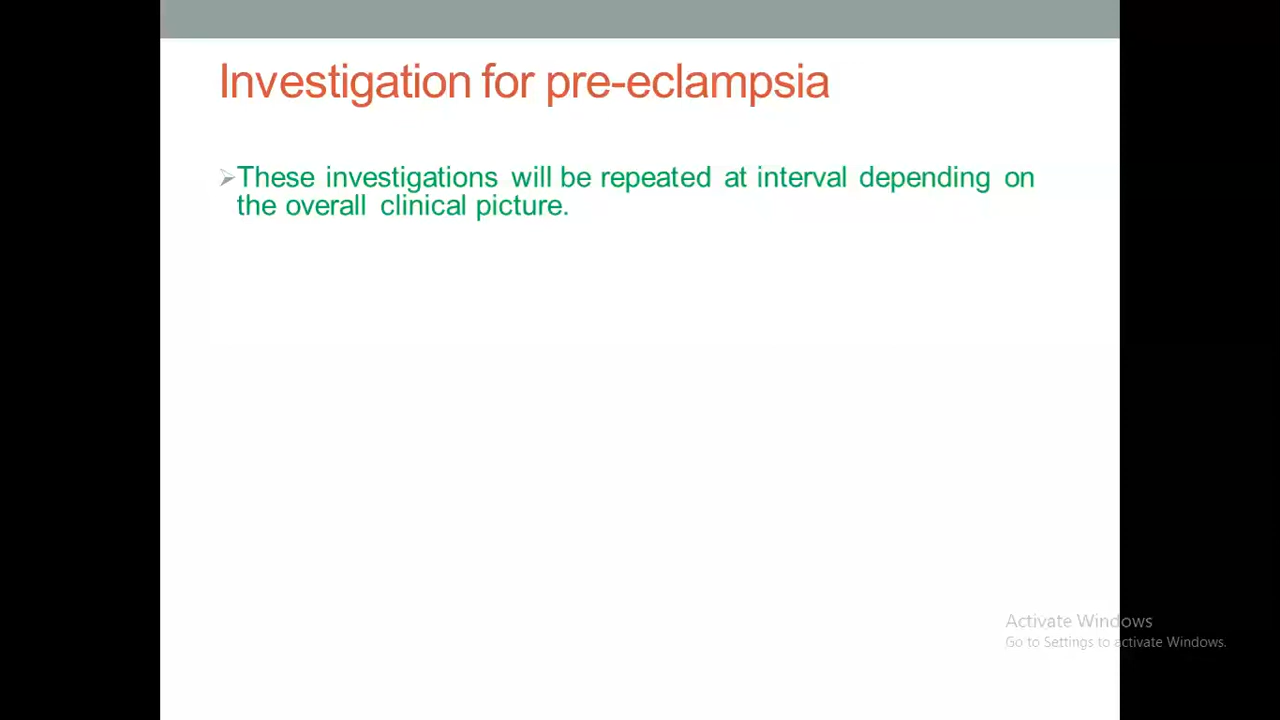 Investigation for pre-eclampsia
These investigations will be repeated at interval depending on
the overall clinical picture.
Activate Windows
Go to Settings to activate Windows.